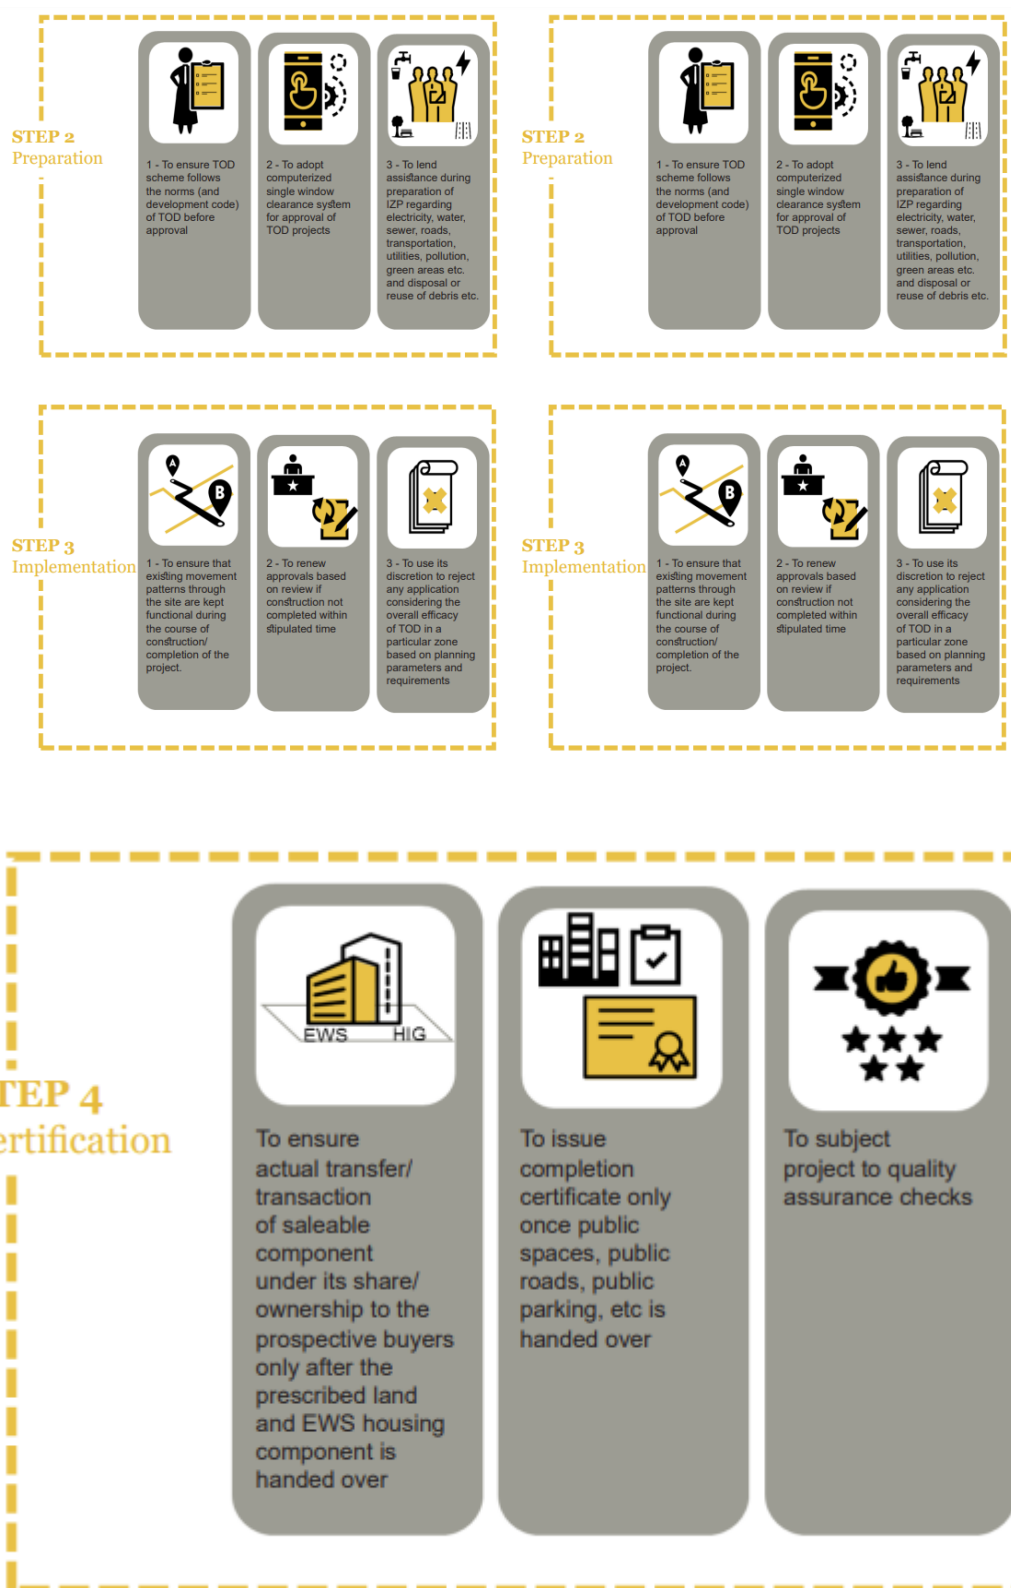 STEP 2
Preparation
1 - To ensure TOD
scheme follows
the norms (and
development code)
of TOD before
approval
2 - To adopt
computerized
single window
clearance system
for approval of
TOD projects
3 - To lend
assistance during
preparation of
IZP regarding
electricity, water,
sewer, roads,
transportation,
utilities, pollution,
green areas etc.
and disposal or
reuse of debris etc.
STEP 2
Preparation
1 - To ensure TOD
scheme follows
the norms (and
development code)
of TOD before
approval
2 - To adopt
computerized
single window
clearance system
for approval of
TOD projects
3 - To lend
assistance during
preparation of
IZP regarding
electricity, water,
sewer, roads,
transportation,
utilities, pollution,
green areas etc.
and disposal or
reuse of debris etc.
STEP 3
Implementation
A
B
1 - To ensure that
existing movement
patterns through
the site are kept
functional during
the course of
construction/
completion of the
project.
2 - To renew
approvals based
on review if
construction not
completed within
stipulated time
3 - To use its
discretion to reject
any application
considering the
overall efficacy
of TOD in a
particular zone
based on planning
parameters and
requirements
STEP 3
Implementation
A
B
1 - To ensure that
existing movement
patterns through
the site are kept
functional during
the course of
construction/
completion of the
project.
2 - To renew
approvals based
on review if
construction not
completed within
stipulated time
3 - To use its
discretion to reject
any application
considering the
overall efficacy
of TOD in a
particular zone
based on planning
parameters and
requirements
TEP 4
ertification
EWS HIG
To ensure
actual transfer/
transaction
of saleable
component
under its share/
ownership to the
prospective buyers
only after the
prescribed land
and EWS housing
component is
handed over
To issue
completion
certificate only
once public
spaces, public
roads, public
parking, etc is
handed over
To subject
project to quality
assurance checks